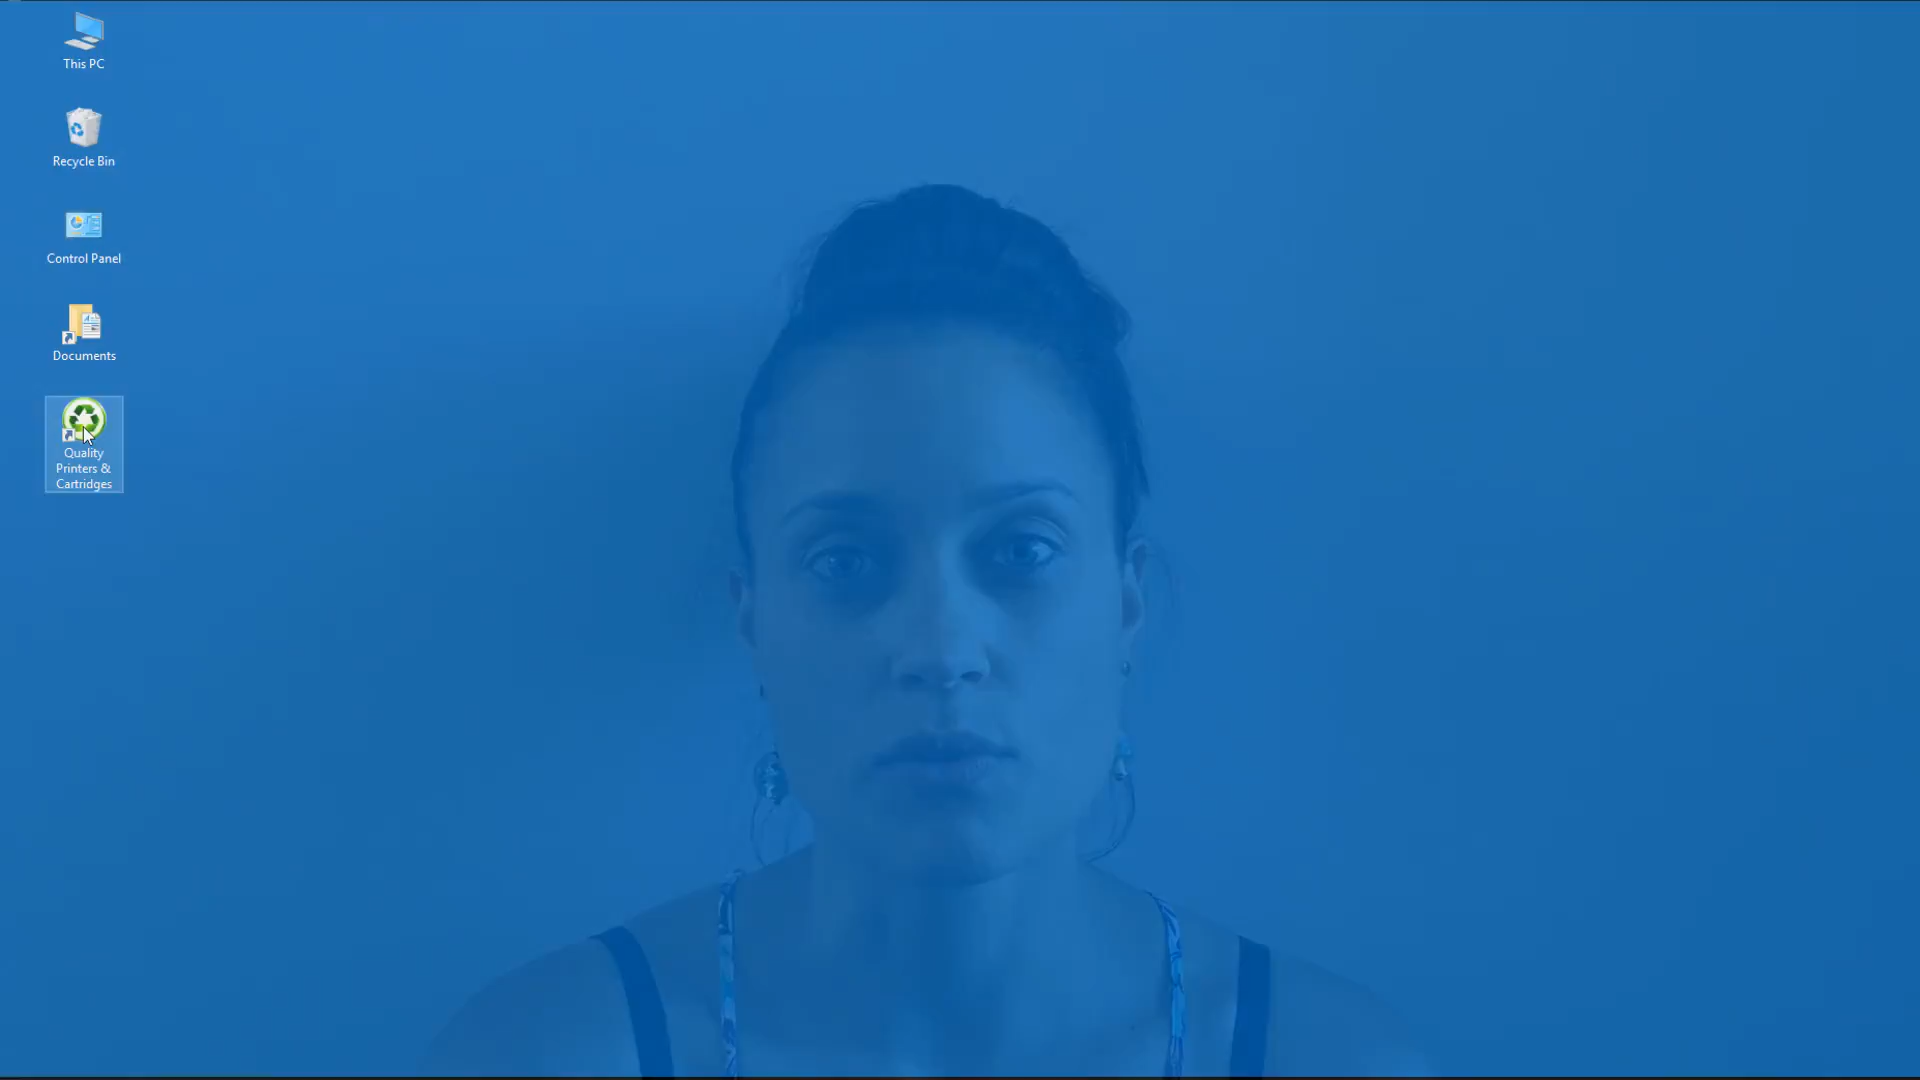 This PC
Recycle Bin
Control Panel
Documents
Quality
Printers &
Cartridges